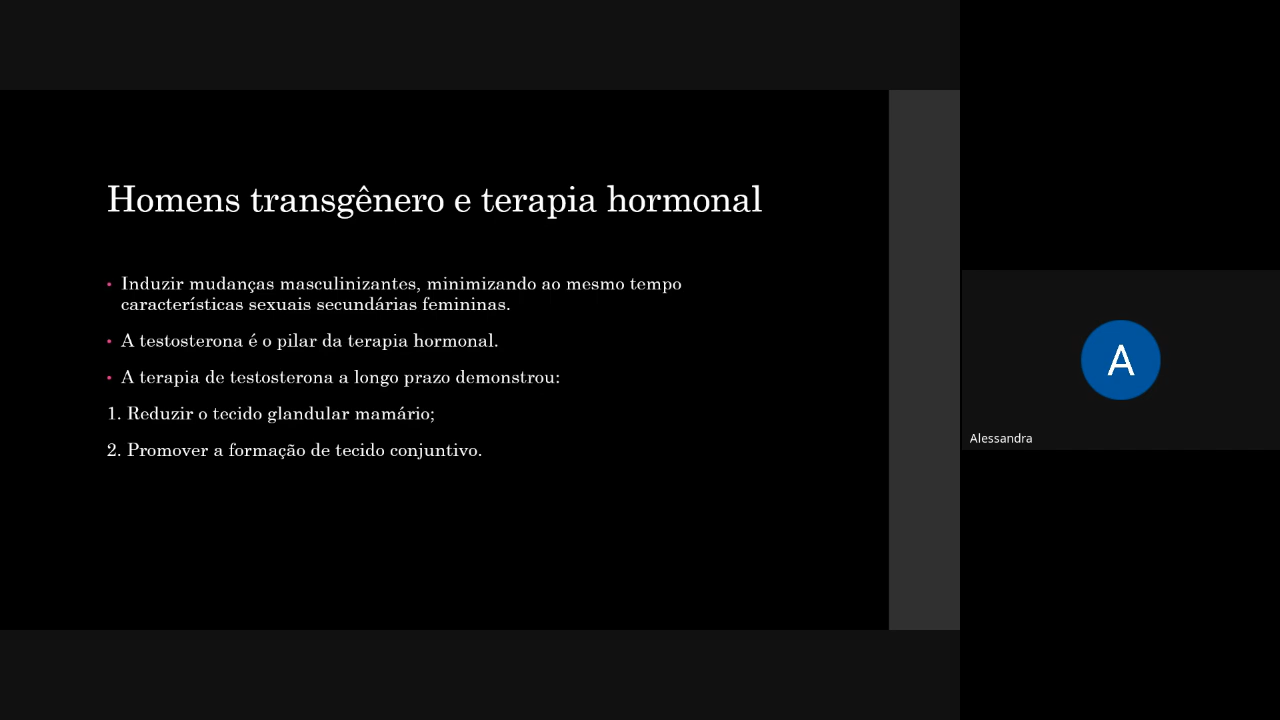 Homens transgênero e terapia hormonal
• Induzir mudanças masculinizantes, minimizando ao mesmo tempo
características sexuais secundárias femininas.
• A testosterona é o pilar da terapia hormonal.
• A terapia de testosterona a longo prazo demonstrou:
1. Reduzir o tecido glandular mamário;
2. Promover a formação de tecido conjuntivo.
A
Alessandra